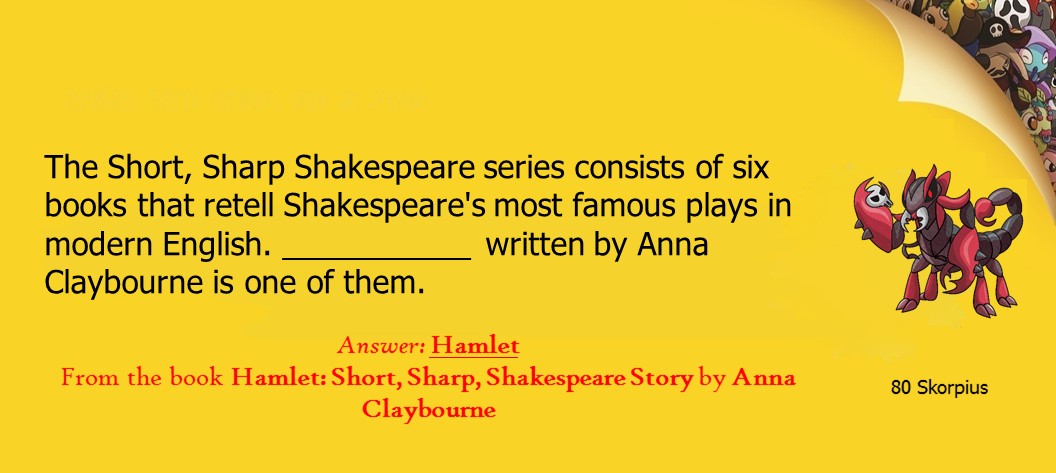 The Short, Sharp Shakespeare series consists of six
books that retell Shakespeare's most famous plays in
modern English. ____________ written by Anna
Claybourne is one of them.
Answer: Hamlet
From the book Hamlet: Short, Sharp, Shakespeare Story by Anna
Claybourne
80 Skorpius